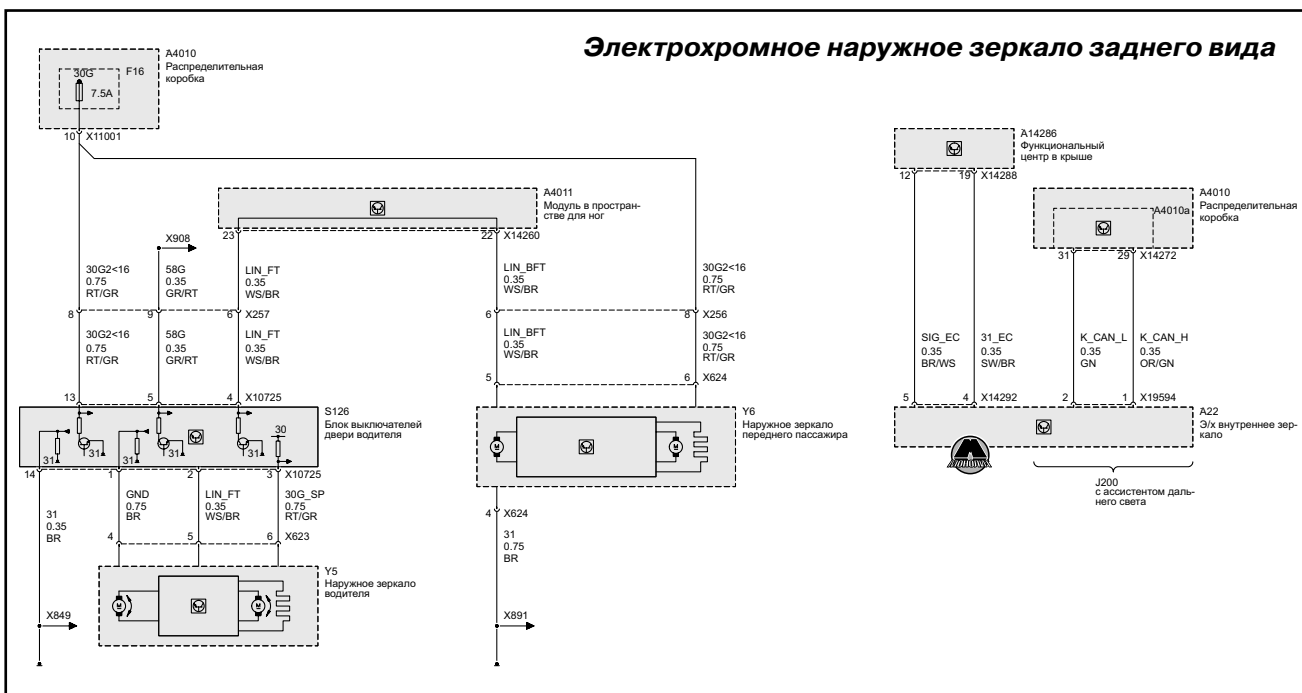 Электрохромное наружное зеркало заднего вида
A4010
Распределительная
коробка
30G
F16
7.5A
10 X11001
A14286
Функциональный
центр в крыше
12 19 X14288
A4011
Модуль в простран-
стве для ног
23 22 X14260
A4010
Распределительная
коробка
A4010a
31 29 X14272
X908
30G2<16
0.75
RT/GR
58G
0.35
GR/RT
LIN_FT
0.35
WS/BR
LIN_BFT
0.35
WS/BR
30G2<16
0.75
RT/GR
8 9 6 X257
6 8 X256
30G2<16
0.75
RT/GR
58G
0.35
GR/RT
LIN_FT
0.35
WS/BR
LIN_BFT
0.35
WS/BR
30G2<16
0.75
RT/GR
SIG_EC
0.35
BR/WS
31_EC
0.35
SW/BR
K_CAN_L
0.35
GN
K_CAN_H
0.35
OR/GN
5 6 X624
13 5 4 X10725
5 4 X14292
2 1 X19594
S126
Блок выключателей
двери водителя
31 31 31 31 30
Y6
Наружное зеркало
переднего пассажира
M M
A22
Э/х внутреннее зер-
кало
14 1 2 3 X10725
J200
с ассистентом даль-
него света
31
0.35
BR
GND
0.75
BR
LIN_FT
0.35
WS/BR
30G_SP
0.75
RT/GR
4 X624
31
0.75
BR
4 5 6 X623
Y5
Наружное зеркало
водителя
M M
X849
X891